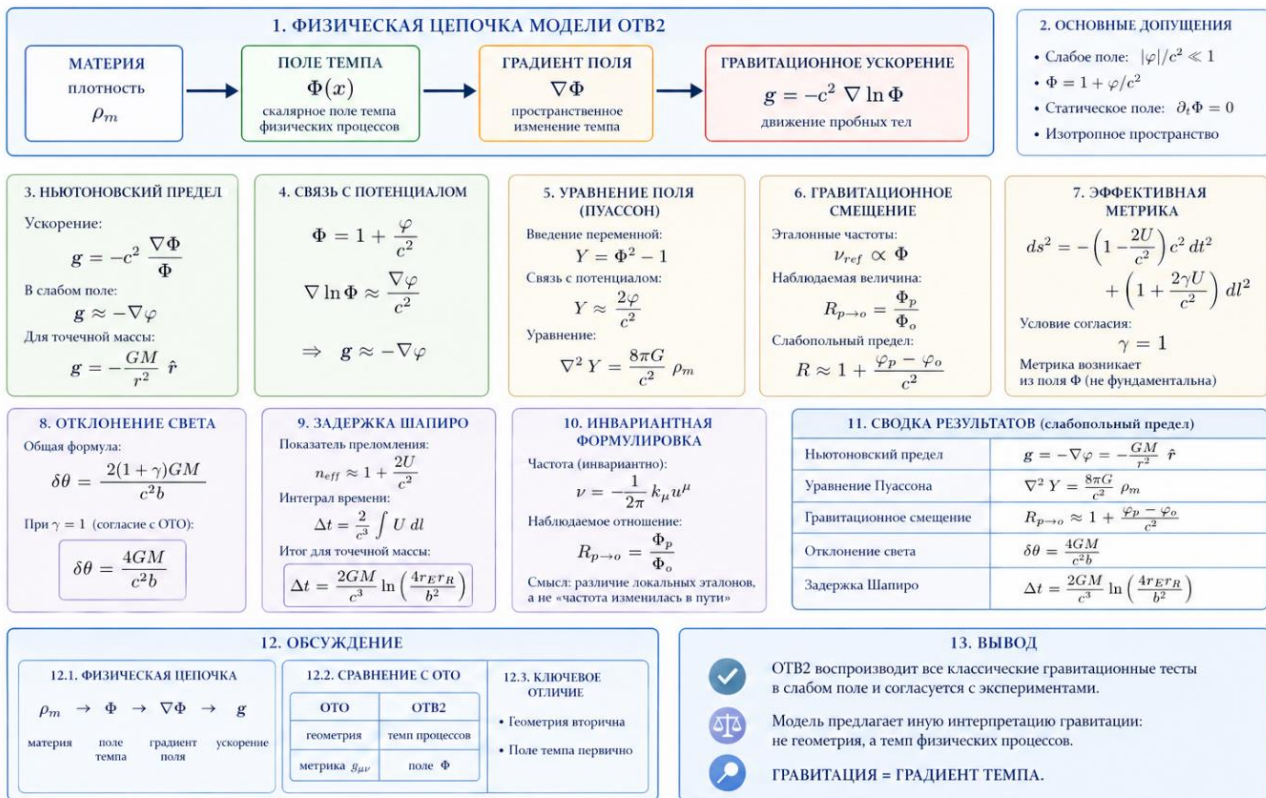 1. ФИЗИЧЕСКАЯ ЦЕПОЧКА МОДЕЛИ ОТВ2
МАТЕРИЯ
плотность
ρ_m
ПОЛЕ ТЕМПА
Φ(x)
скалярное поле темпа
физических процессов
ГРАДИЕНТ ПОЛЯ
∇Φ
пространственное
изменение темпа
ГРАВИТАЦИОННОЕ УСКОРЕНИЕ
g = −c² ∇ ln Φ
движение пробных тел
2. ОСНОВНЫЕ ДОПУЩЕНИЯ
• Слабое поле: |φ|/c² ≪ 1
• Φ = 1 + φ/c²
• Статическое поле: ∂_tΦ = 0
• Изотропное пространство
3. НЬЮТОНОВСКИЙ ПРЕДЕЛ
Ускорение:
g = −c² ∇Φ/Φ
В слабом поле:
g ≈ −∇φ
Для точечной массы:
g = −GM/r² r̂
4. СВЯЗЬ С ПОТЕНЦИАЛОМ
Φ = 1 + φ/c²
∇ ln Φ ≈ ∇φ/c²
⇒ g ≈ −∇φ
5. УРАВНЕНИЕ ПОЛЯ
(ПУАССОН)
Введение переменной:
Y = Φ² − 1
Связь с потенциалом:
Y ≈ 2φ/c²
Уравнение:
∇² Y = 8πG/c² ρ_m
6. ГРАВИТАЦИОННОЕ
СМЕЩЕНИЕ
Эталонные частоты:
ν_ref ∝ Φ
Наблюдаемая величина:
R_p→o = Φ_p/Φ_o
Слабопольный предел:
R ≈ 1 + (φ_p − φ_o)/c²
7. ЭФФЕКТИВНАЯ
МЕТРИКА
ds² = −(1 − 2U/c²) c² dt²
+ (1 + 2γU/c²) dl²
Условие согласия:
γ = 1
Метрика возникает
из поля Φ (не фундаментальна)
8. ОТКЛОНЕНИЕ СВЕТА
Общая формула:
δθ = 2(1 + γ)GM/c²b
При γ = 1 (согласие с ОТО):
δθ = 4GM/c²b
9. ЗАДЕРЖКА ШАПИРО
Показатель преломления:
n_eff ≈ 1 + 2U/c²
Интеграл времени:
Δt = 2/c³ ∫ U dl
Итог для точечной массы:
Δt = 2GM/c³ ln (4r_E r_R/b²)
10. ИНВАРИАНТНАЯ
ФОРМУЛИРОВКА
Частота (инвариантно):
ν = −1/2π k_μ u^μ
Наблюдаемое отношение:
R_p→o = Φ_p/Φ_o
Смысл: различие локальных эталонов,
а не «частота изменилась в пути»
11. СВОДКА РЕЗУЛЬТАТОВ (слабопольный предел)
Ньютоновский предел g = −∇φ = −GM/r² r̂
Уравнение Пуассона ∇² Y = 8πG/c² ρ_m
Гравитационное смещение R_p→o ≈ 1 + (φ_p − φ_o)/c²
Отклонение света δθ = 4GM/c²b
Задержка Шапиро Δt = 2GM/c³ ln (4r_E r_R/b²)
12. ОБСУЖДЕНИЕ
12.1. ФИЗИЧЕСКАЯ ЦЕПОЧКА
ρ_m → Φ → ∇Φ → g
материя поле темпа градиент поля ускорение
12.2. СРАВНЕНИЕ С ОТО
ОТО ОТВ2
геометрия темп процессов
метрика g_μν поле Φ
12.3. КЛЮЧЕВОЕ
ОТЛИЧИЕ
• Геометрия вторична
• Поле темпа первично
13. ВЫВОД
ОТВ2 воспроизводит все классические гравитационные тесты
в слабом поле и согласуется с экспериментами.
Модель предлагает иную интерпретацию гравитации:
не геометрия, а темп физических процессов.
ГРАВИТАЦИЯ = ГРАДИЕНТ ТЕМПА.